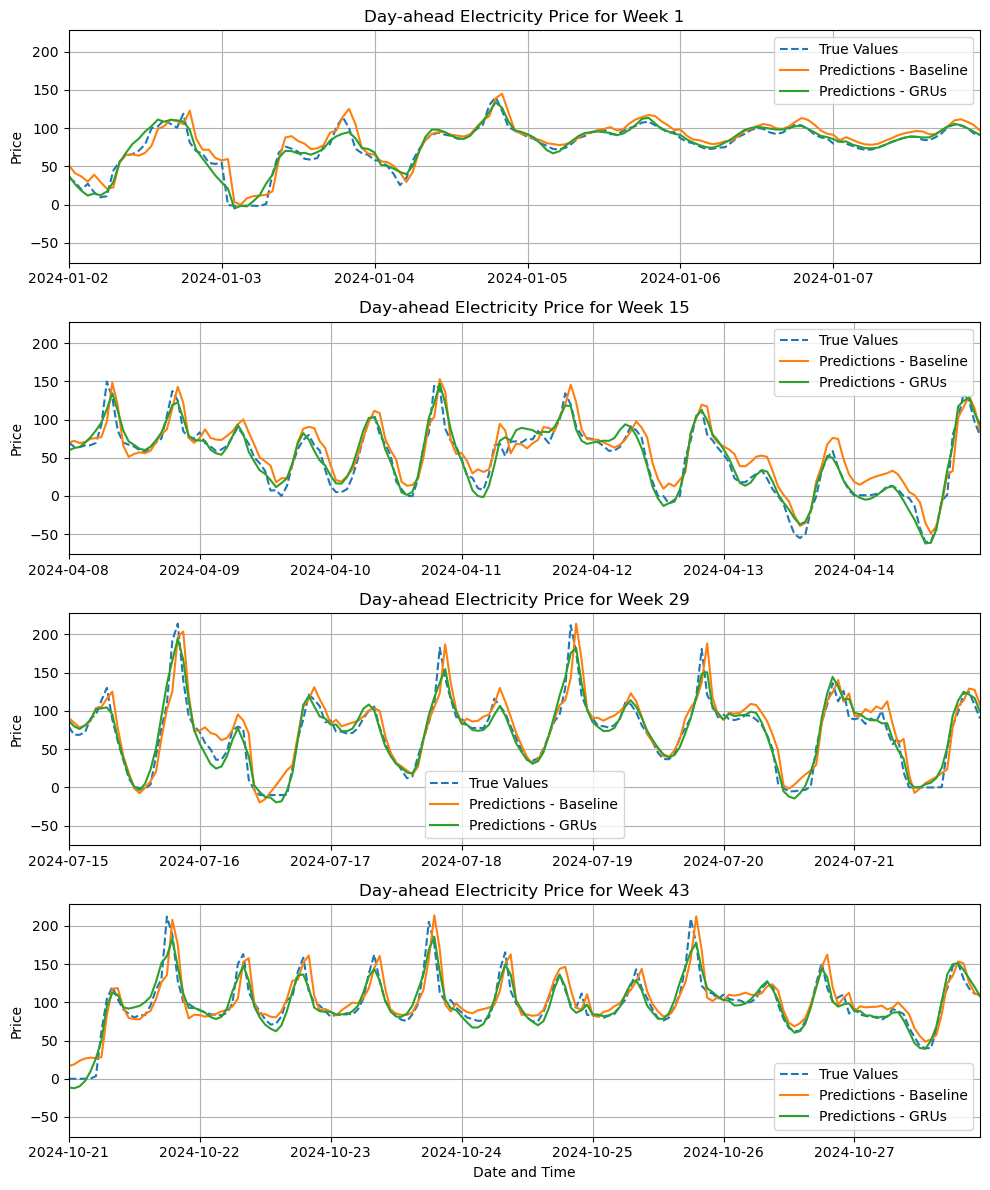 Day-ahead Electricity Price for Week 1
Price
200
150
100
50
0
−50
True Values
Predictions - Baseline
Predictions - GRUs
2024-01-02 2024-01-03 2024-01-04 2024-01-05 2024-01-06 2024-01-07
Day-ahead Electricity Price for Week 15
Price
200
150
100
50
0
−50
True Values
Predictions - Baseline
Predictions - GRUs
2024-04-08 2024-04-09 2024-04-10 2024-04-11 2024-04-12 2024-04-13 2024-04-14
Day-ahead Electricity Price for Week 29
Price
200
150
100
50
0
−50
True Values
Predictions - Baseline
Predictions - GRUs
2024-07-15 2024-07-16 2024-07-17 2024-07-18 2024-07-19 2024-07-20 2024-07-21
Day-ahead Electricity Price for Week 43
Price
200
150
100
50
0
−50
True Values
Predictions - Baseline
Predictions - GRUs
2024-10-21 2024-10-22 2024-10-23 2024-10-24 2024-10-25 2024-10-26 2024-10-27
Date and Time